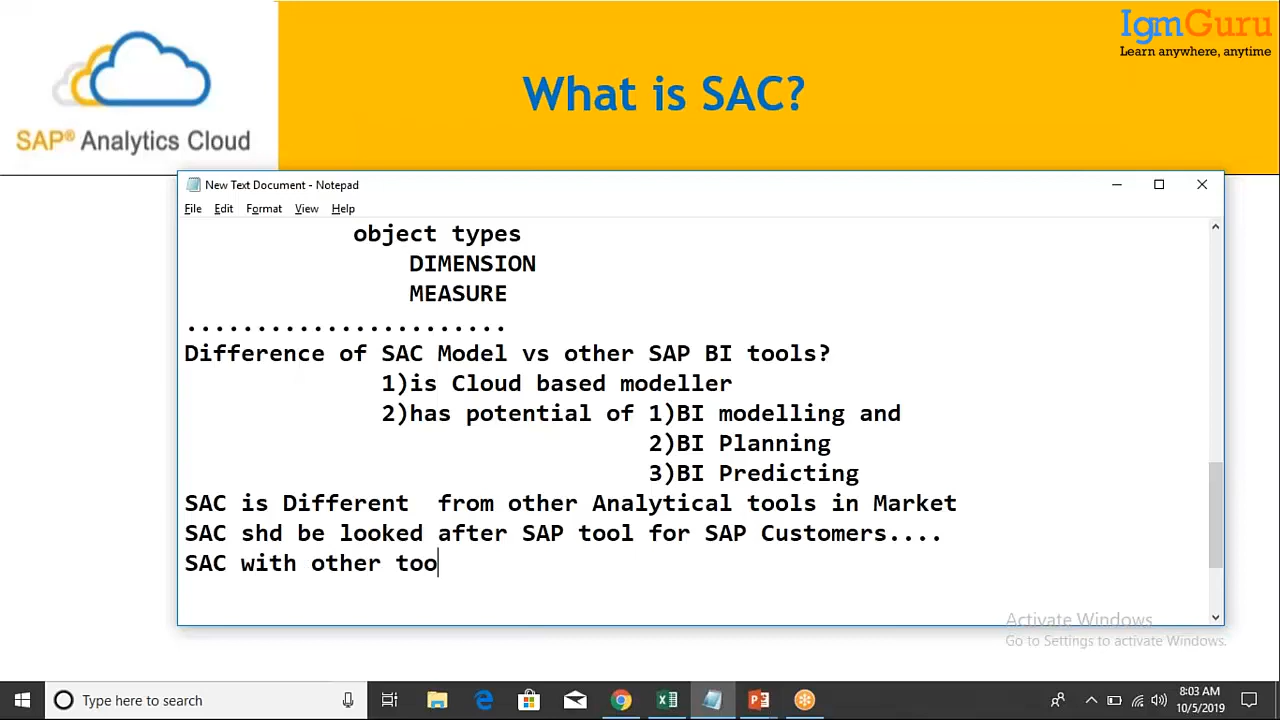 IgmGuru
Learn anywhere, anytime
What is SAC?
SAP® Analytics Cloud
New Text Document - Notepad
File Edit Format View Help
object types
DIMENSION
MEASURE
.......................
Difference of SAC Model vs other SAP BI tools?
1)is Cloud based modeller
2)has potential of 1)BI modelling and
2)BI Planning
3)BI Predicting
SAC is Different from other Analytical tools in Market
SAC shd be looked after SAP tool for SAP Customers....
SAC with other too
Activate Windows
Go to Settings to activate Windows.
Type here to search
8:03 AM
10/5/2019